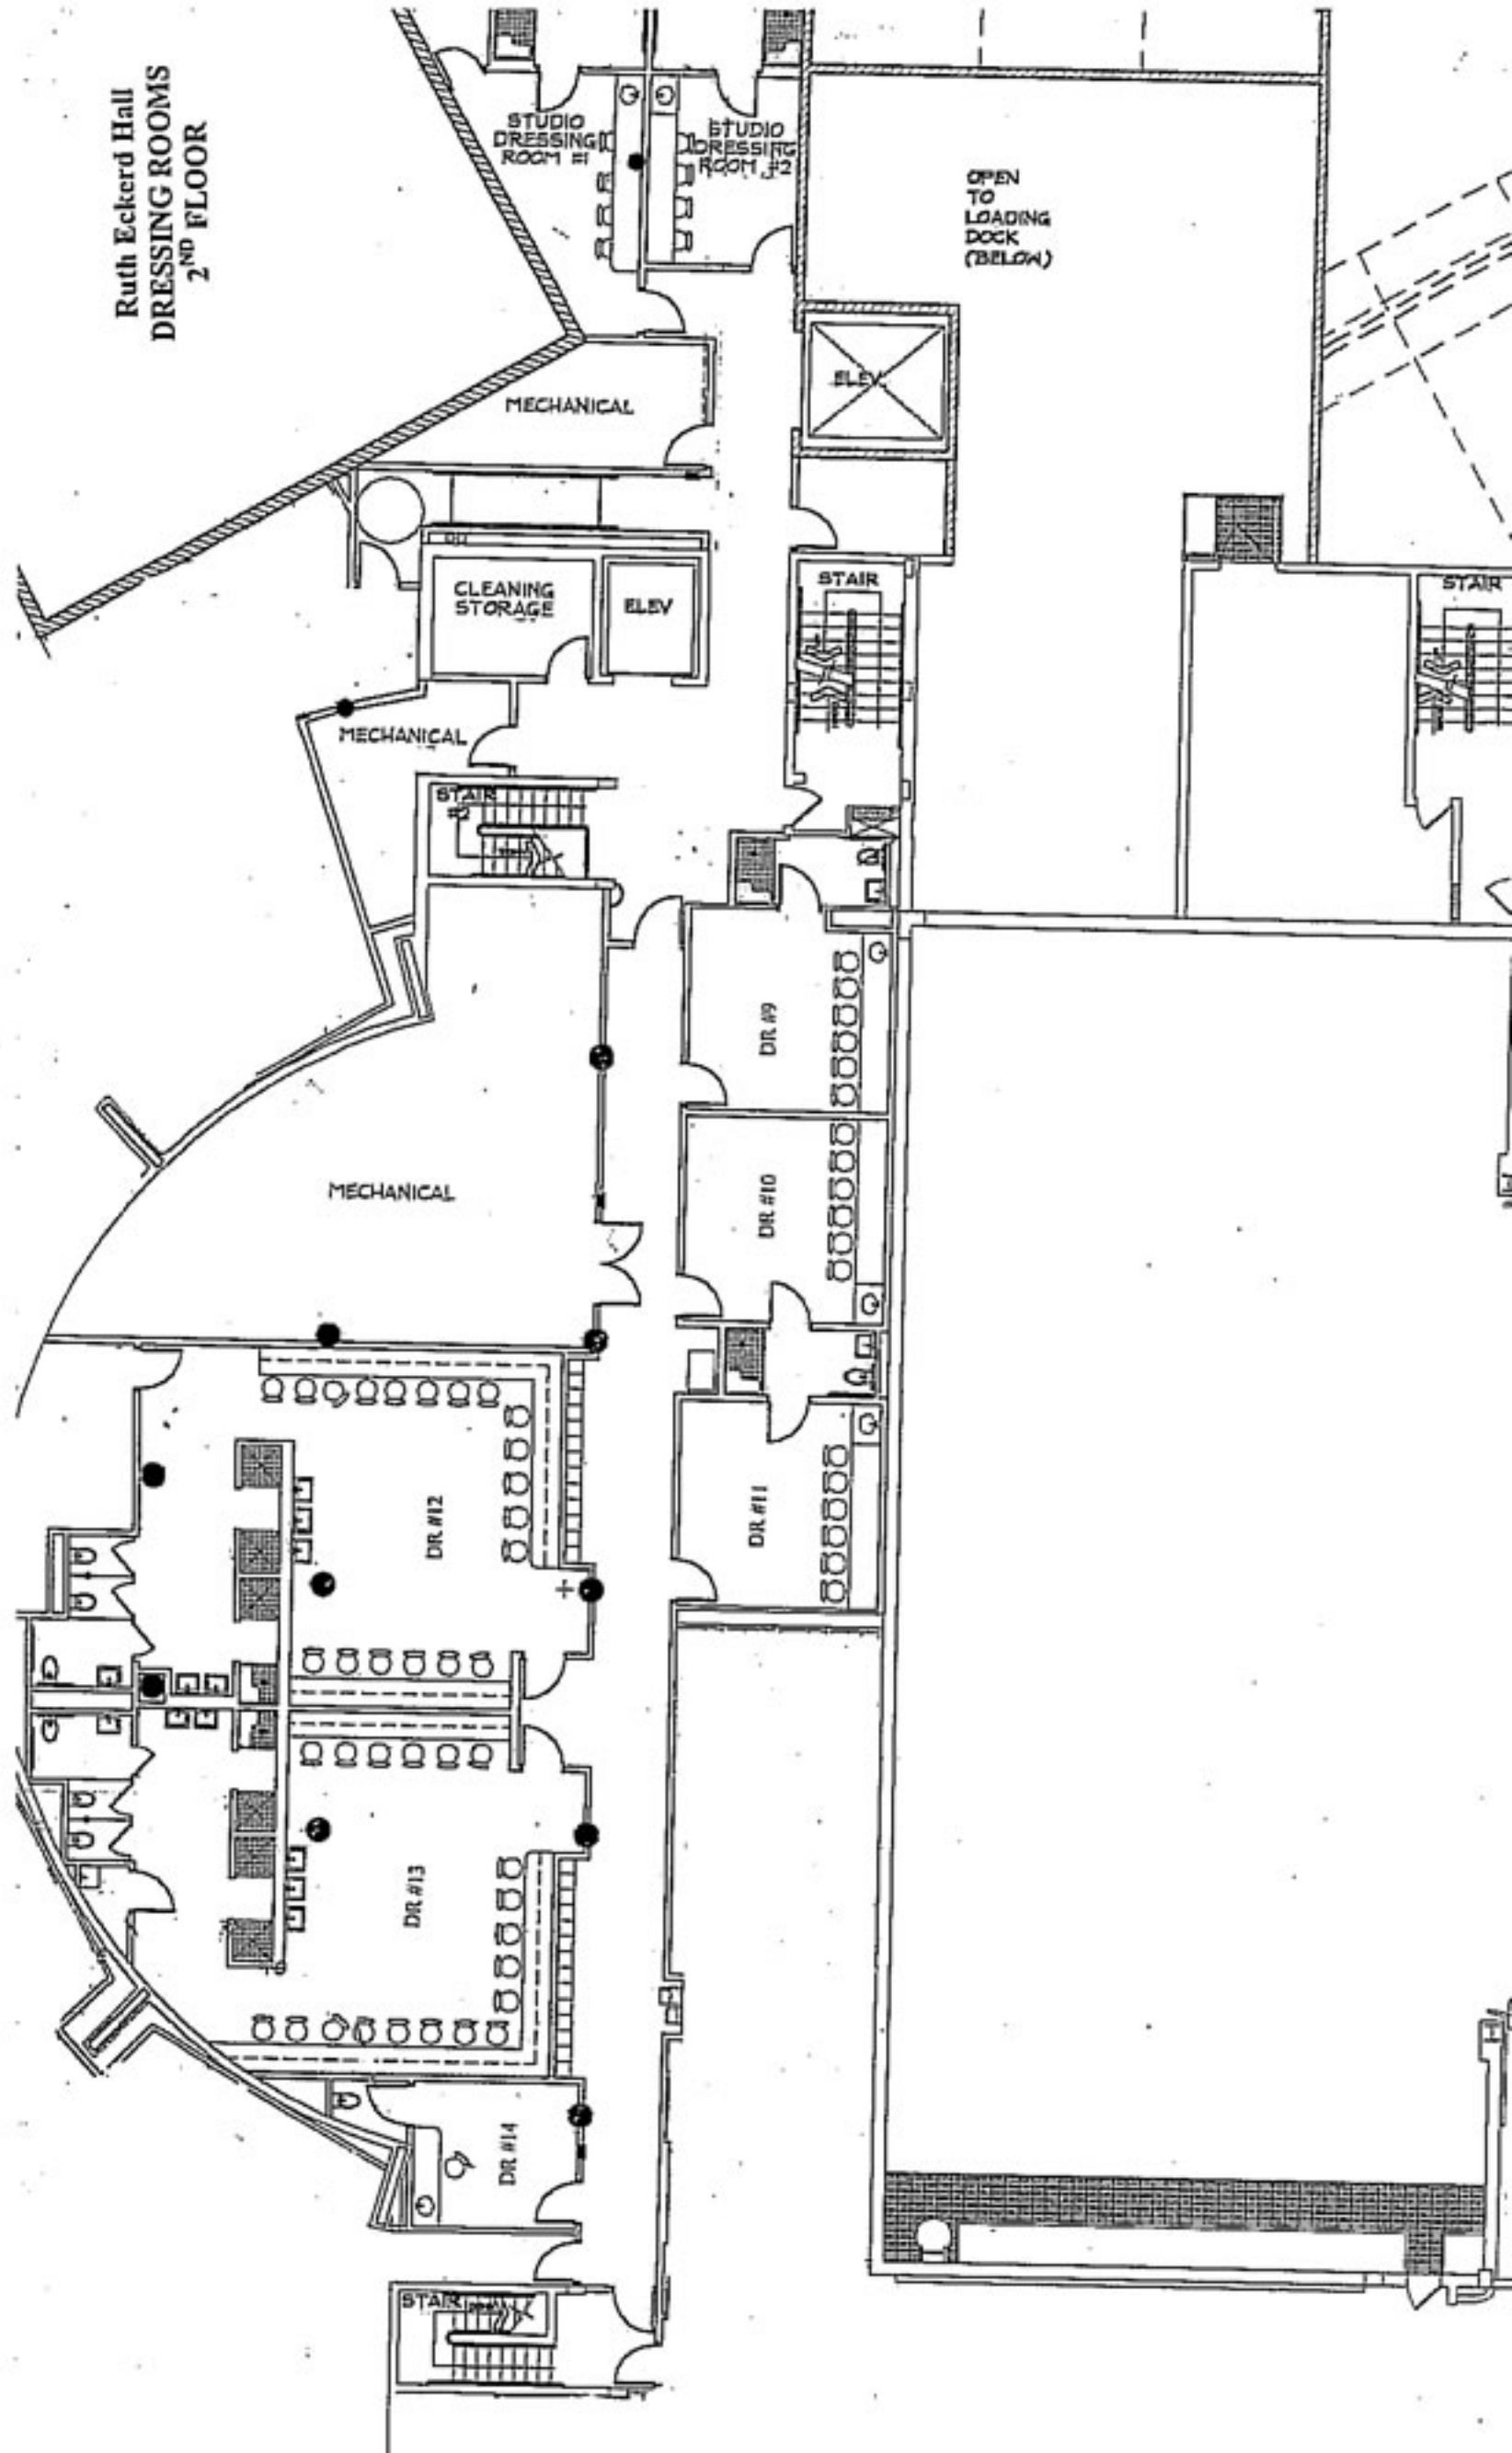 Ruth Eckerd Hall
DRESSING ROOMS
2ND FLOOR
STUDIO
DRESSING
ROOM #1
STUDIO
DRESSING
ROOM #2
OPEN
TO
LOADING
DOCK
(BELOW)
ELEV.
MECHANICAL
CLEANING
STORAGE
ELEV
STAIR
STAIR
MECHANICAL
STAIR
#2
DR #9
MECHANICAL
DR #10
DR #11
DR #12
DR #13
DR #14
STAIR